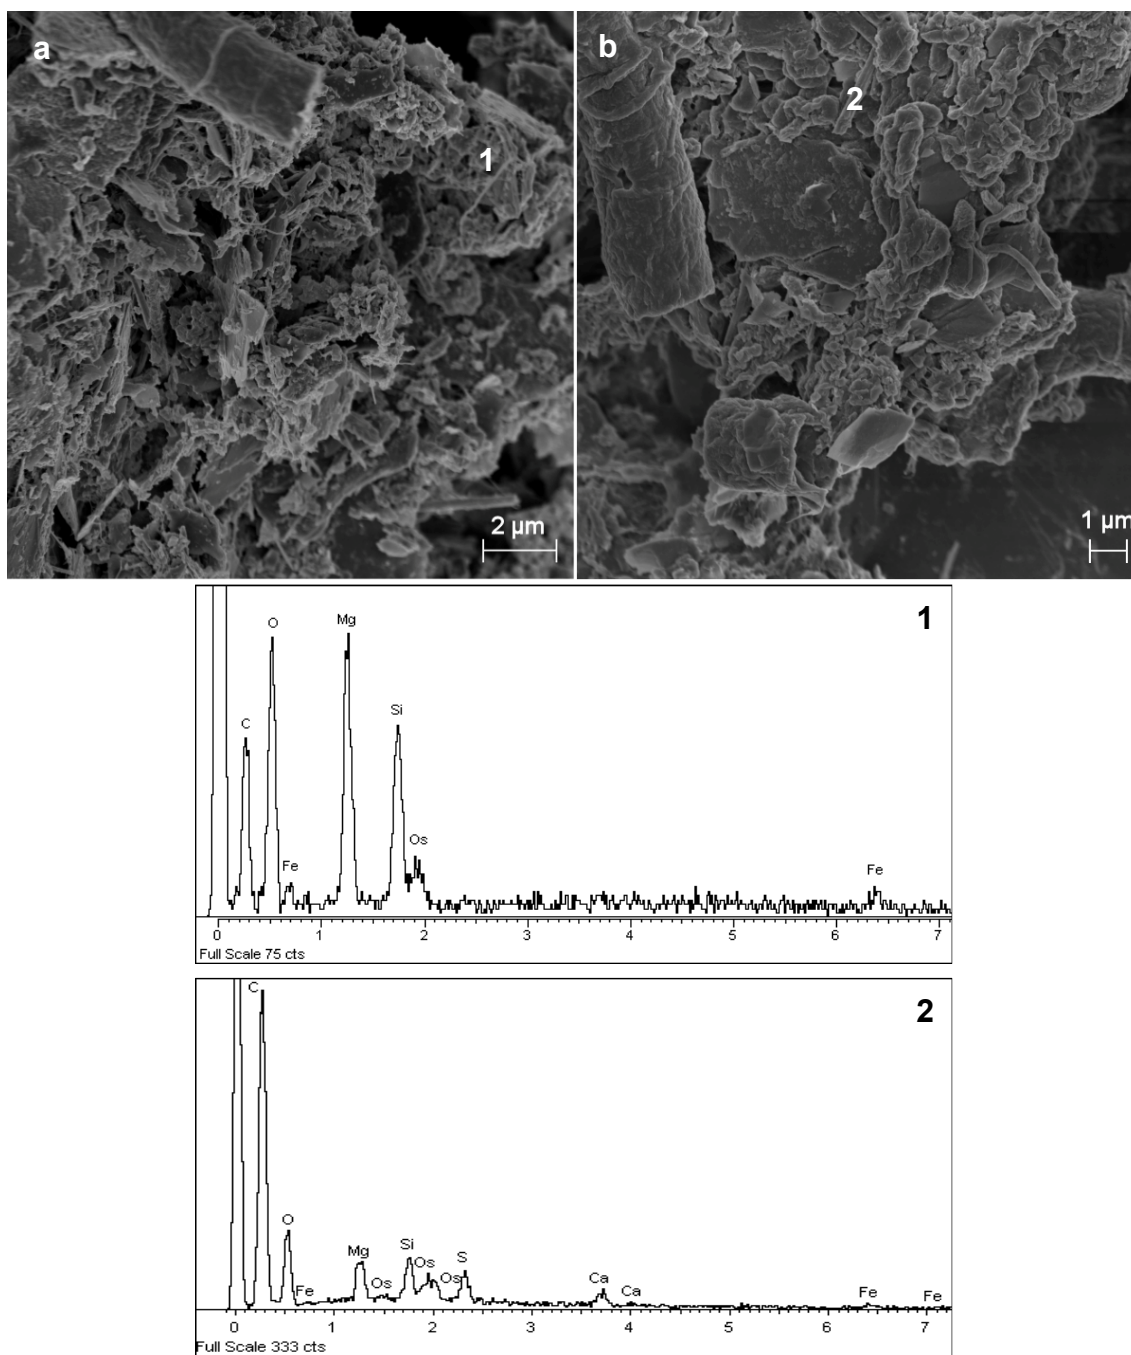 a
b
1
2
2 µm
1 µm
1
O
Mg
Si
C
Os
Fe
Fe
0 1 2 3 4 5 6 7
Full Scale 75 cts
2
C
O
Mg
Si
Os
Os
Os
S
Fe
Ca
Ca
Fe
Fe
0 1 2 3 4 5 6 7
Full Scale 333 cts